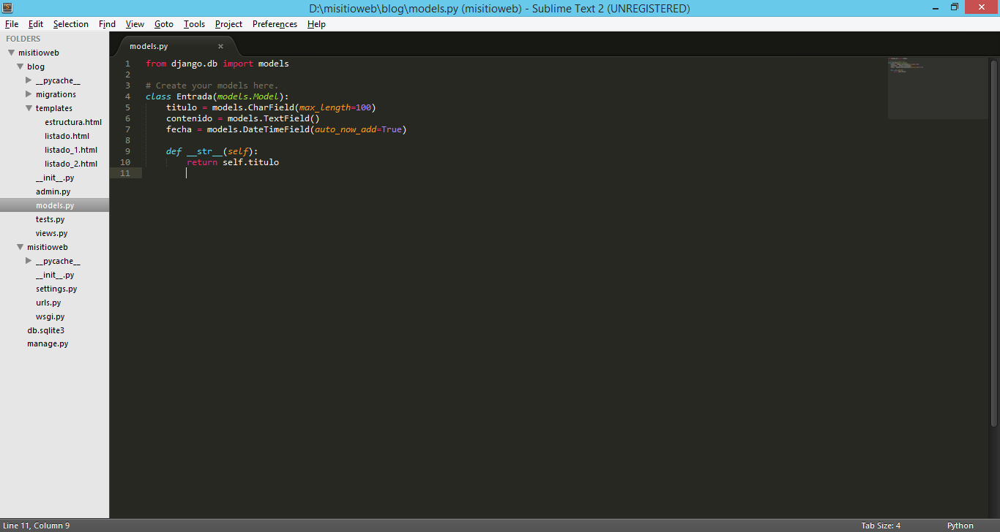 D:\misitioweb\blog\models.py (misitioweb) - Sublime Text 2 (UNREGISTERED)
File Edit Selection Find View Goto Tools Project Preferences Help
FOLDERS
misitioweb
blog
__pycache__
migrations
templates
estructura.html
listado.html
listado_1.html
listado_2.html
__init__.py
admin.py
models.py
tests.py
views.py
misitioweb
__pycache__
__init__.py
settings.py
urls.py
wsgi.py
db.sqlite3
manage.py
models.py
1 from django.db import models
2
3 # Create your models here.
4 class Entrada(models.Model):
5     titulo = models.CharField(max_length=100)
6     contenido = models.TextField()
7     fecha = models.DateTimeField(auto_now_add=True)
8
9     def __str__(self):
10         return self.titulo
11
Line 11, Column 9
Tab Size: 4
Python